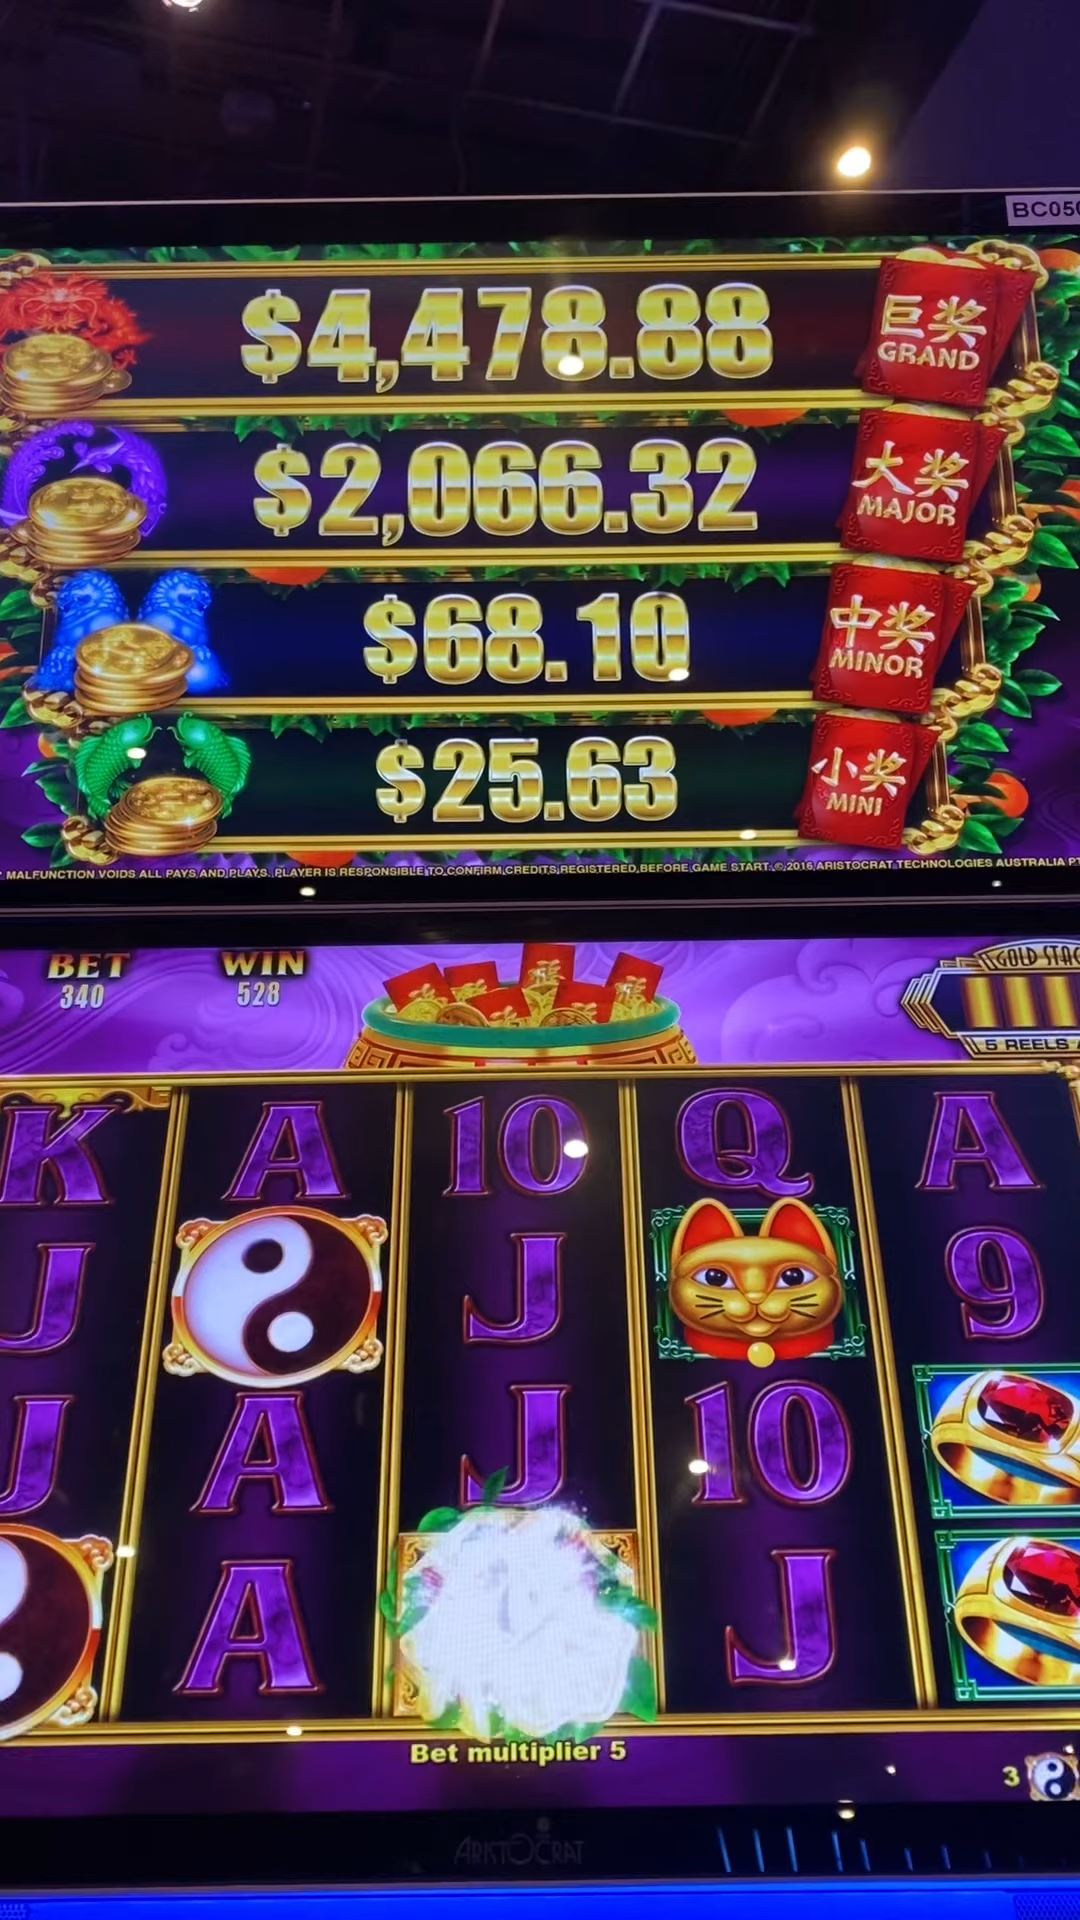 BC050
$4,478.88
巨奖
GRAND
$2,066.32
大奖
MAJOR
$68.10
中奖
MINOR
$25.63
小奖
MINI
MALFUNCTION VOIDS ALL PAYS AND PLAYS. PLAYER IS RESPONSIBLE TO CONFIRM CREDITS REGISTERED BEFORE GAME START. © 2016 ARISTOCRAT TECHNOLOGIES AUSTRALIA PT
BET WIN
340 528
GOLD STAC
5 REELS
K A 10 Q A
J J 9
J A J 10
A J
Bet multiplier 5
3
ARISTOCRAT